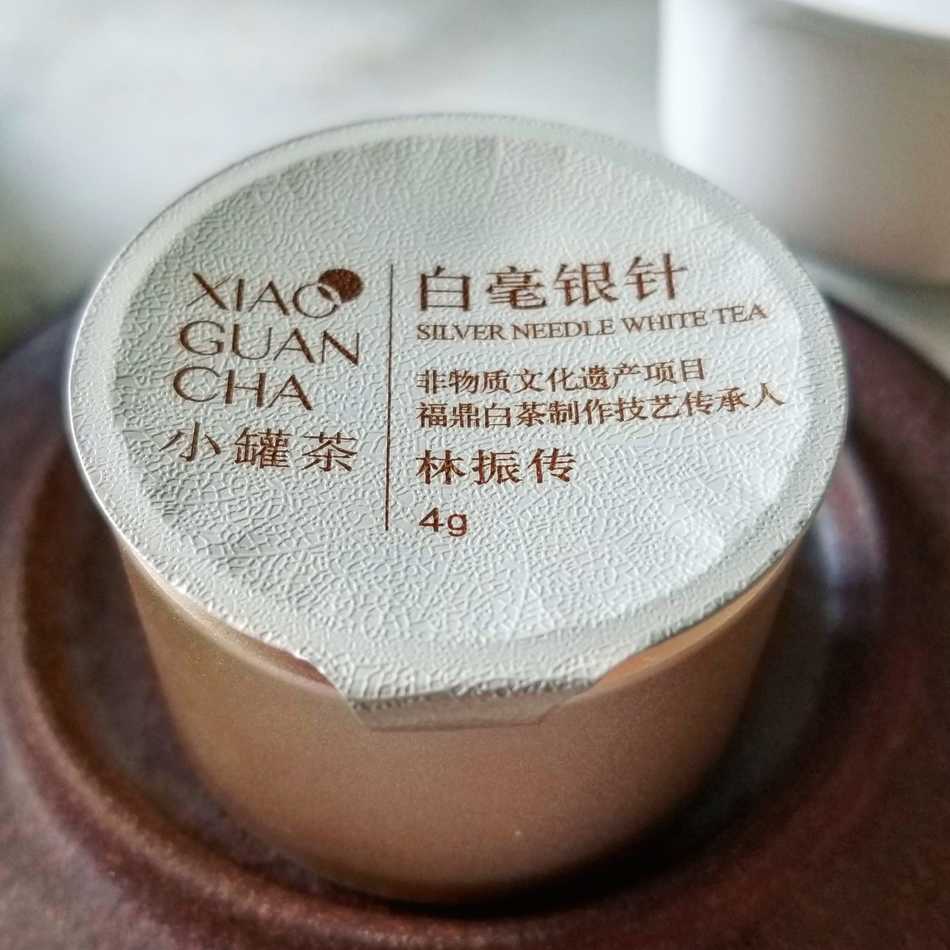 XIAO
GUAN
CHA
小罐茶
白毫银针
SILVER NEEDLE WHITE TEA
非物质文化遗产项目
福鼎白茶制作技艺传承人
林振传
4g